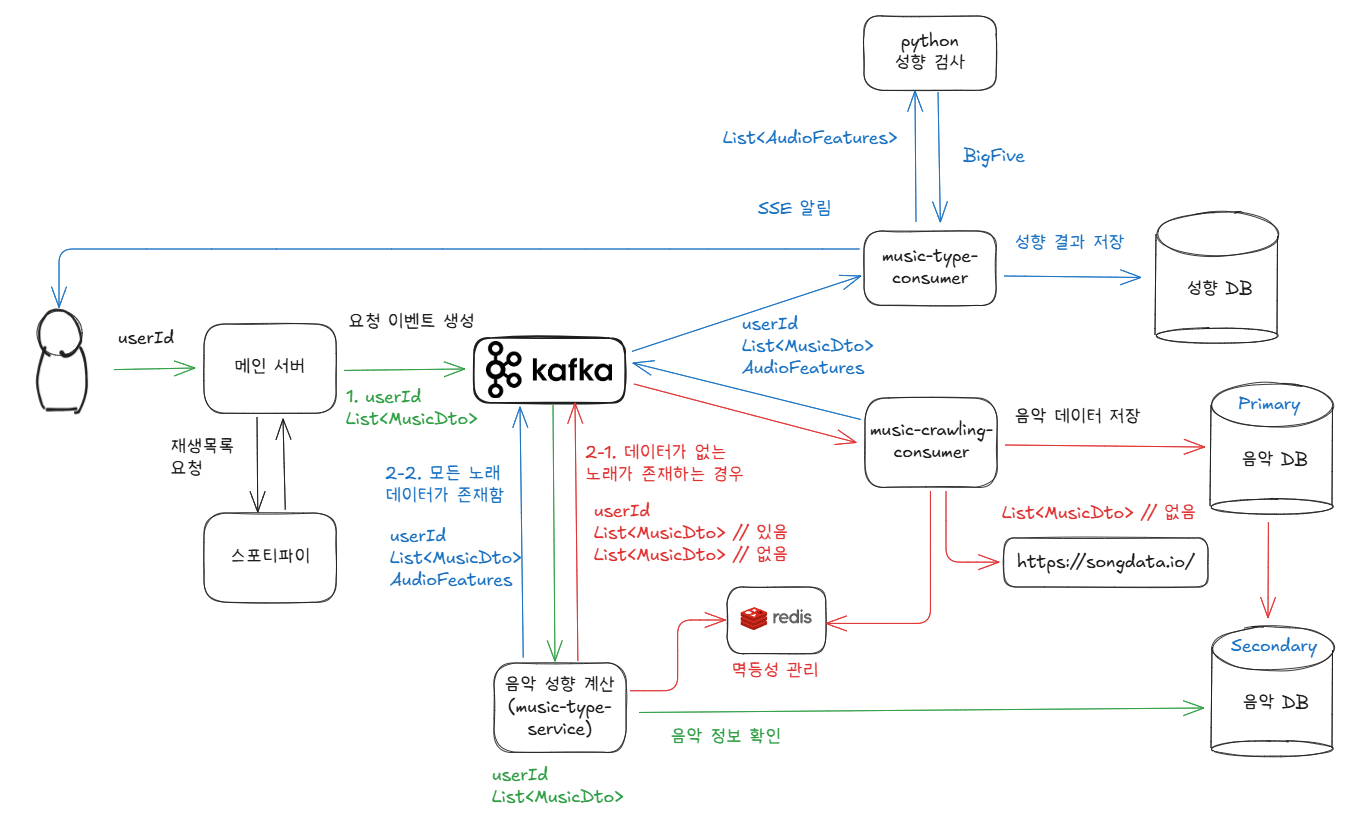 python
성향 검사
List<AudioFeatures>
BigFive
SSE 알림
music-type-
consumer
성향 결과 저장
성향 DB
userId
메인 서버
요청 이벤트 생성
kafka
1. userId
List<MusicDto>
userId
List<MusicDto>
AudioFeatures
재생목록
요청
스포티파이
2-2. 모든 노래
데이터가 존재함
userId
List<MusicDto>
AudioFeatures
2-1. 데이터가 없는
노래가 존재하는 경우
userId
List<MusicDto> // 있음
List<MusicDto> // 없음
music-crawling-
consumer
음악 데이터 저장
Primary
음악 DB
List<MusicDto> // 없음
https://songdata.io/
redis
멱등성 관리
Secondary
음악 DB
음악 성향 계산
(music-type-
service)
음악 정보 확인
userId
List<MusicDto>